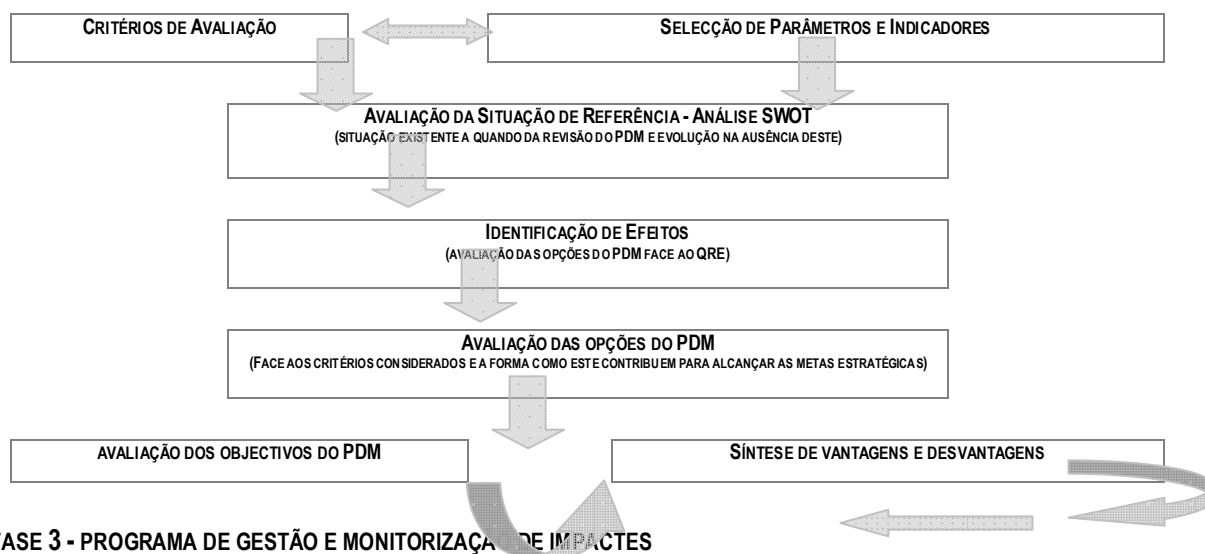 CRITÉRIOS DE AVALIAÇÃO
SELECÇÃO DE PARÂMETROS E INDICADORES
AVALIAÇÃO DA SITUAÇÃO DE REFERÊNCIA - ANÁLISE SWOT
(SITUAÇÃO EXISTENTE A QUANDO DA REVISÃO DO PDM E EVOLUÇÃO NA AUSÊNCIA DESTE)
IDENTIFICAÇÃO DE EFEITOS
(AVALIAÇÃO DAS OPÇÕES DO PDM FACE AO QRE)
AVALIAÇÃO DAS OPÇÕES DO PDM
(FACE AOS CRITÉRIOS CONSIDERADOS E A FORMA COMO ESTE CONTRIBUEM PARA ALCANÇAR AS METAS ESTRATÉGICAS)
AVALIAÇÃO DOS OBJECTIVOS DO PDM
SÍNTESE DE VANTAGENS E DESVANTAGENS
FASE 3 - PROGRAMA DE GESTÃO E MONITORIZAÇÃO DE IMPACTES